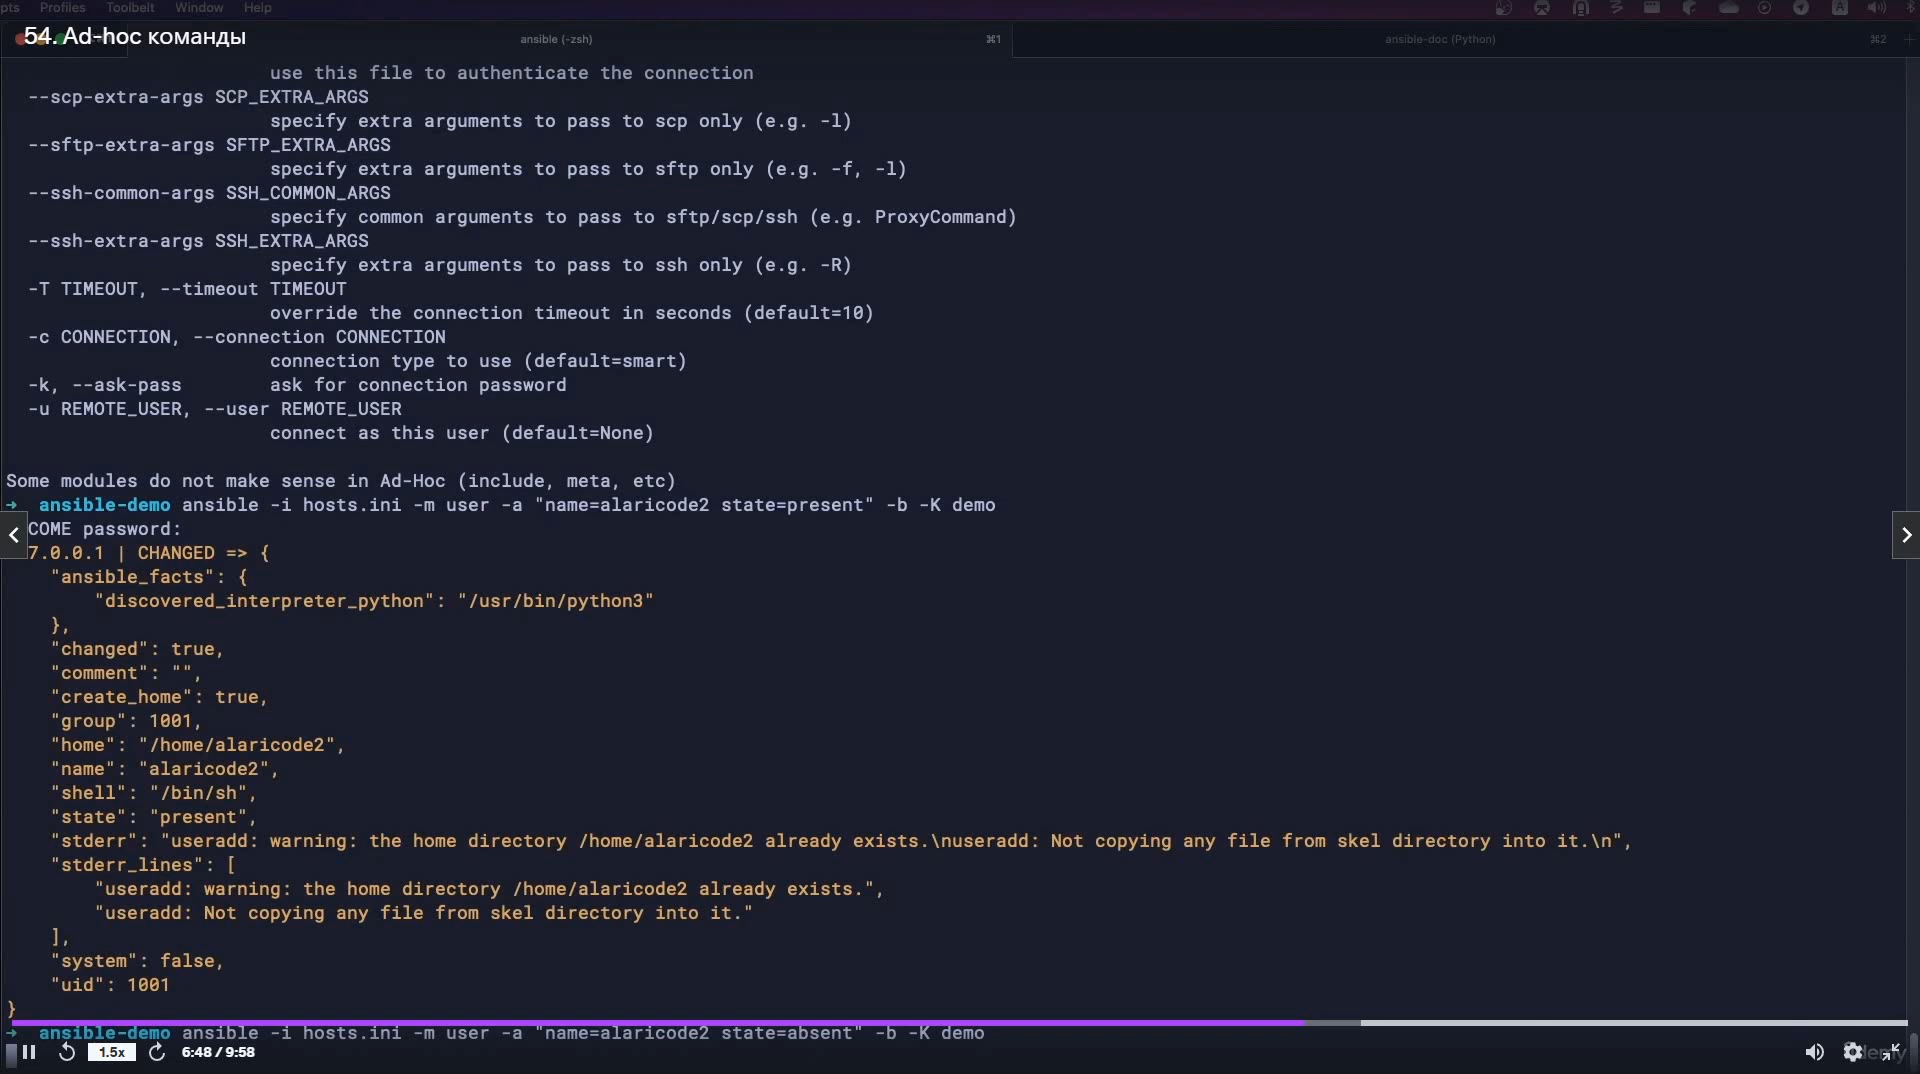 pts Profiles Toolbelt Window Help
54. Ad-hoc команды
ansible (-zsh) ⌘1 ansible-doc (Python) ⌘2
use this file to authenticate the connection
--scp-extra-args SCP_EXTRA_ARGS
specify extra arguments to pass to scp only (e.g. -l)
--sftp-extra-args SFTP_EXTRA_ARGS
specify extra arguments to pass to sftp only (e.g. -f, -l)
--ssh-common-args SSH_COMMON_ARGS
specify common arguments to pass to sftp/scp/ssh (e.g. ProxyCommand)
--ssh-extra-args SSH_EXTRA_ARGS
specify extra arguments to pass to ssh only (e.g. -R)
-T TIMEOUT, --timeout TIMEOUT
override the connection timeout in seconds (default=10)
-c CONNECTION, --connection CONNECTION
connection type to use (default=smart)
-k, --ask-pass ask for connection password
-u REMOTE_USER, --user REMOTE_USER
connect as this user (default=None)
Some modules do not make sense in Ad-Hoc (include, meta, etc)
→ ansible-demo ansible -i hosts.ini -m user -a "name=alaricode2 state=present" -b -K demo
COME password:
7.0.0.1 | CHANGED => {
"ansible_facts": {
"discovered_interpreter_python": "/usr/bin/python3"
},
"changed": true,
"comment": "",
"create_home": true,
"group": 1001,
"home": "/home/alaricode2",
"name": "alaricode2",
"shell": "/bin/sh",
"state": "present",
"stderr": "useradd: warning: the home directory /home/alaricode2 already exists.\nuseradd: Not copying any file from skel directory into it.\n",
"stderr_lines": [
"useradd: warning: the home directory /home/alaricode2 already exists.",
"useradd: Not copying any file from skel directory into it."
],
"system": false,
"uid": 1001
}
→ ansible-demo ansible -i hosts.ini -m user -a "name=alaricode2 state=absent" -b -K demo
1.5x 6:48 / 9:58